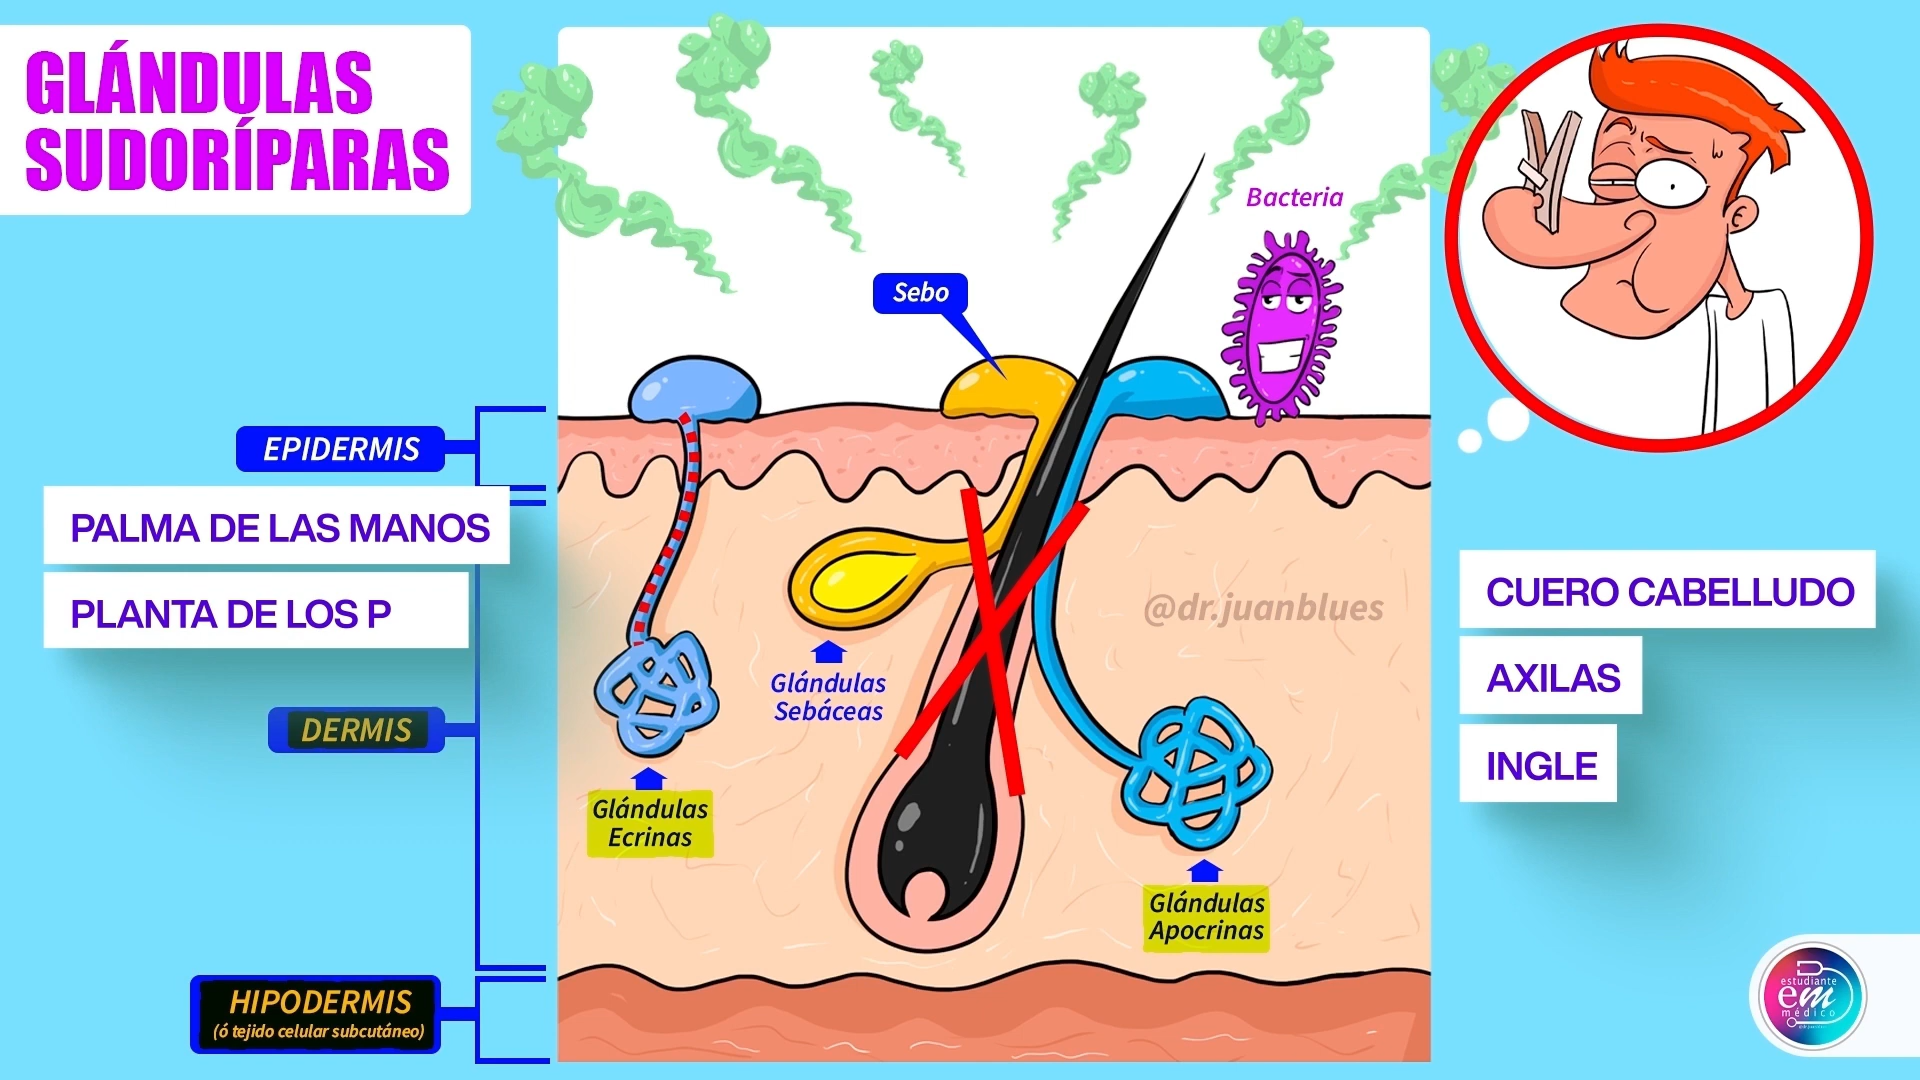 GLÁNDULAS
SUDORÍPARAS
Bacteria
Sebo
EPIDERMIS
PALMA DE LAS MANOS
PLANTA DE LOS P
CUERO CABELLUDO
AXILAS
INGLE
@dr.juanblues
Glándulas
Sebáceas
DERMIS
Glándulas
Ecrinas
Glándulas
Apocrinas
HIPODERMIS
(ó tejido celular subcutáneo)
estudiante
em
médico